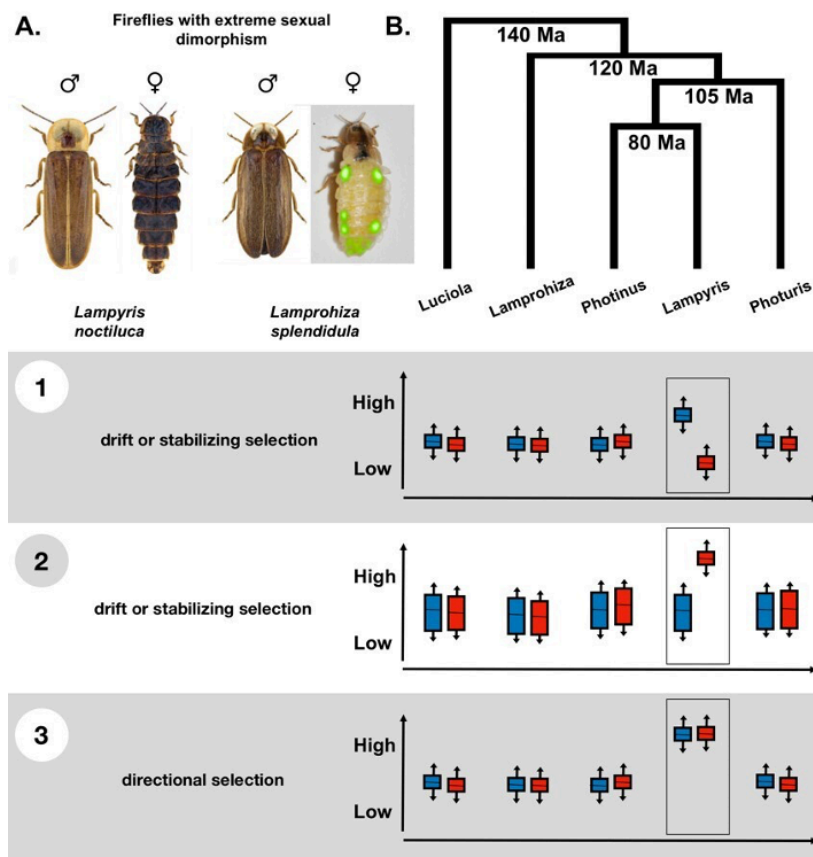 A.
Fireflies with extreme sexual
dimorphism
♂ ♀ ♂ ♀
Lampyris
noctiluca
Lamprohiza
splendidula
B.
140 Ma
120 Ma
105 Ma
80 Ma
Luciola
Lamprohiza
Photinus
Lampyris
Photuris
1
drift or stabilizing selection
High
Low
2
drift or stabilizing selection
High
Low
3
directional selection
High
Low